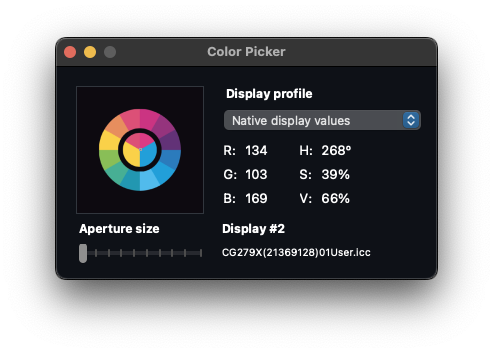 Color Picker
Display profile
Native display values
R: 134 H: 268°
G: 103 S: 39%
B: 169 V: 66%
Aperture size
Display #2
CG279X(21369128)01User.icc